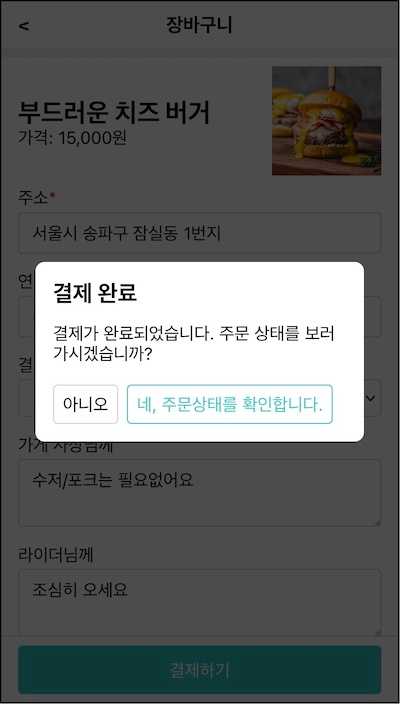 <
장바구니
부드러운 치즈 버거
가격: 15,000원
주소*
서울시 송파구 잠실동 1번지
결제 완료
결제가 완료되었습니다. 주문 상태를 보러
가시겠습니까?
아니오
네, 주문상태를 확인합니다.
가게 사장님께
수저/포크는 필요없어요
라이더님께
조심히 오세요
결제하기